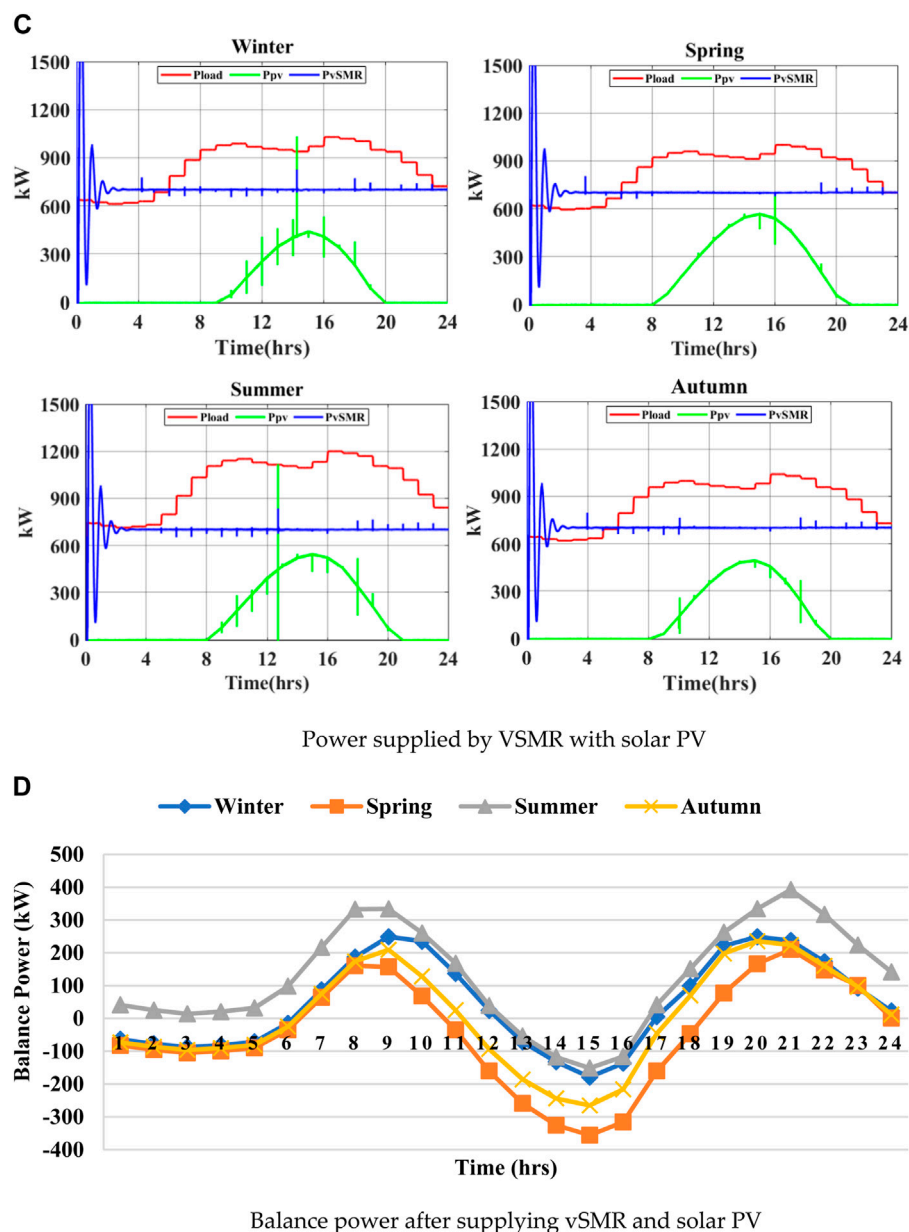 C
Winter
Pload Ppv PvSMR
1500
1200
900
600
300
0
kW
0 4 8 12 16 20 24
Time(hrs)
Spring
Pload Ppv PvSMR
1500
1200
900
600
300
0
kW
0 4 8 12 16 20 24
Time(hrs)
Summer
Pload Ppv PvSMR
1500
1200
900
600
300
0
kW
0 4 8 12 16 20 24
Time(hrs)
Autumn
Pload Ppv PvSMR
1500
1200
900
600
300
0
kW
0 4 8 12 16 20 24
Time(hrs)
Power supplied by VSMR with solar PV
D
Winter Spring Summer Autumn
500
400
300
200
100
0
-100
-200
-300
-400
Balance Power (kW)
1 2 3 4 5 6 7 8 9 10 11 12 13 14 15 16 17 18 19 20 21 22 23 24
Time (hrs)
Balance power after supplying vSMR and solar PV